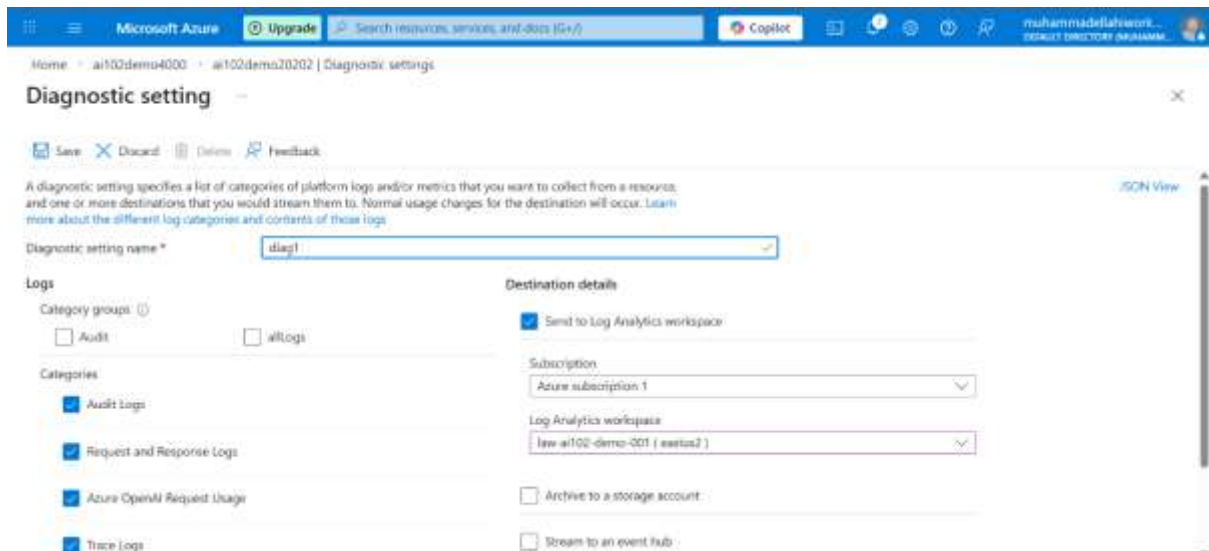 Microsoft Azure
Upgrade
Search resources, services, and docs (G+/)
Copilot
muhammadellahiwork...
DEFAULT DIRECTORY (MUHAMM...
Home > ai102demo4000 > ai102demo20202 | Diagnostic settings
Diagnostic setting ...
Save Discard Delete Feedback
A diagnostic setting specifies a list of categories of platform logs and/or metrics that you want to collect from a resource,
and one or more destinations that you would stream them to. Normal usage charges for the destination will occur. Learn
more about the different log categories and contents of those logs
JSON View
Diagnostic setting name *
diag1
Logs
Category groups
Audit
allLogs
Categories
Audit Logs
Request and Response Logs
Azure OpenAI Request Usage
Trace Logs
Destination details
Send to Log Analytics workspace
Subscription
Azure subscription 1
Log Analytics workspace
law-ai102-demo-001 ( eastus2 )
Archive to a storage account
Stream to an event hub